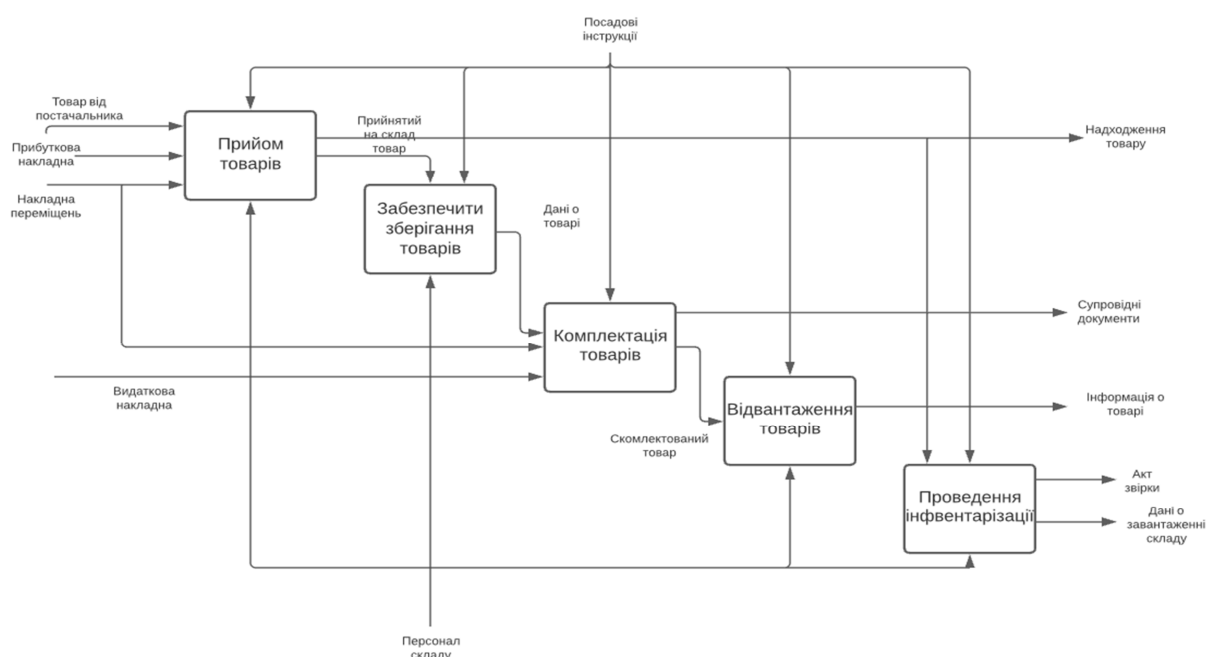 Посадові
інструкції
Товар від
постачальника
Прибуткова
накладна
Накладна
переміщень
Прийом
товарів
Прийнятий
на склад
товар
Надходження
товару
Забезпечити
зберігання
товарів
Дані о
товарі
Комплектація
товарів
Супровідні
документи
Видаткова
накладна
Скомлектований
товар
Відвантаження
товарів
Інформація о
товарі
Проведення
інфвентарізації
Акт
звірки
Дані о
завантаженні
складу
Персонал
складу